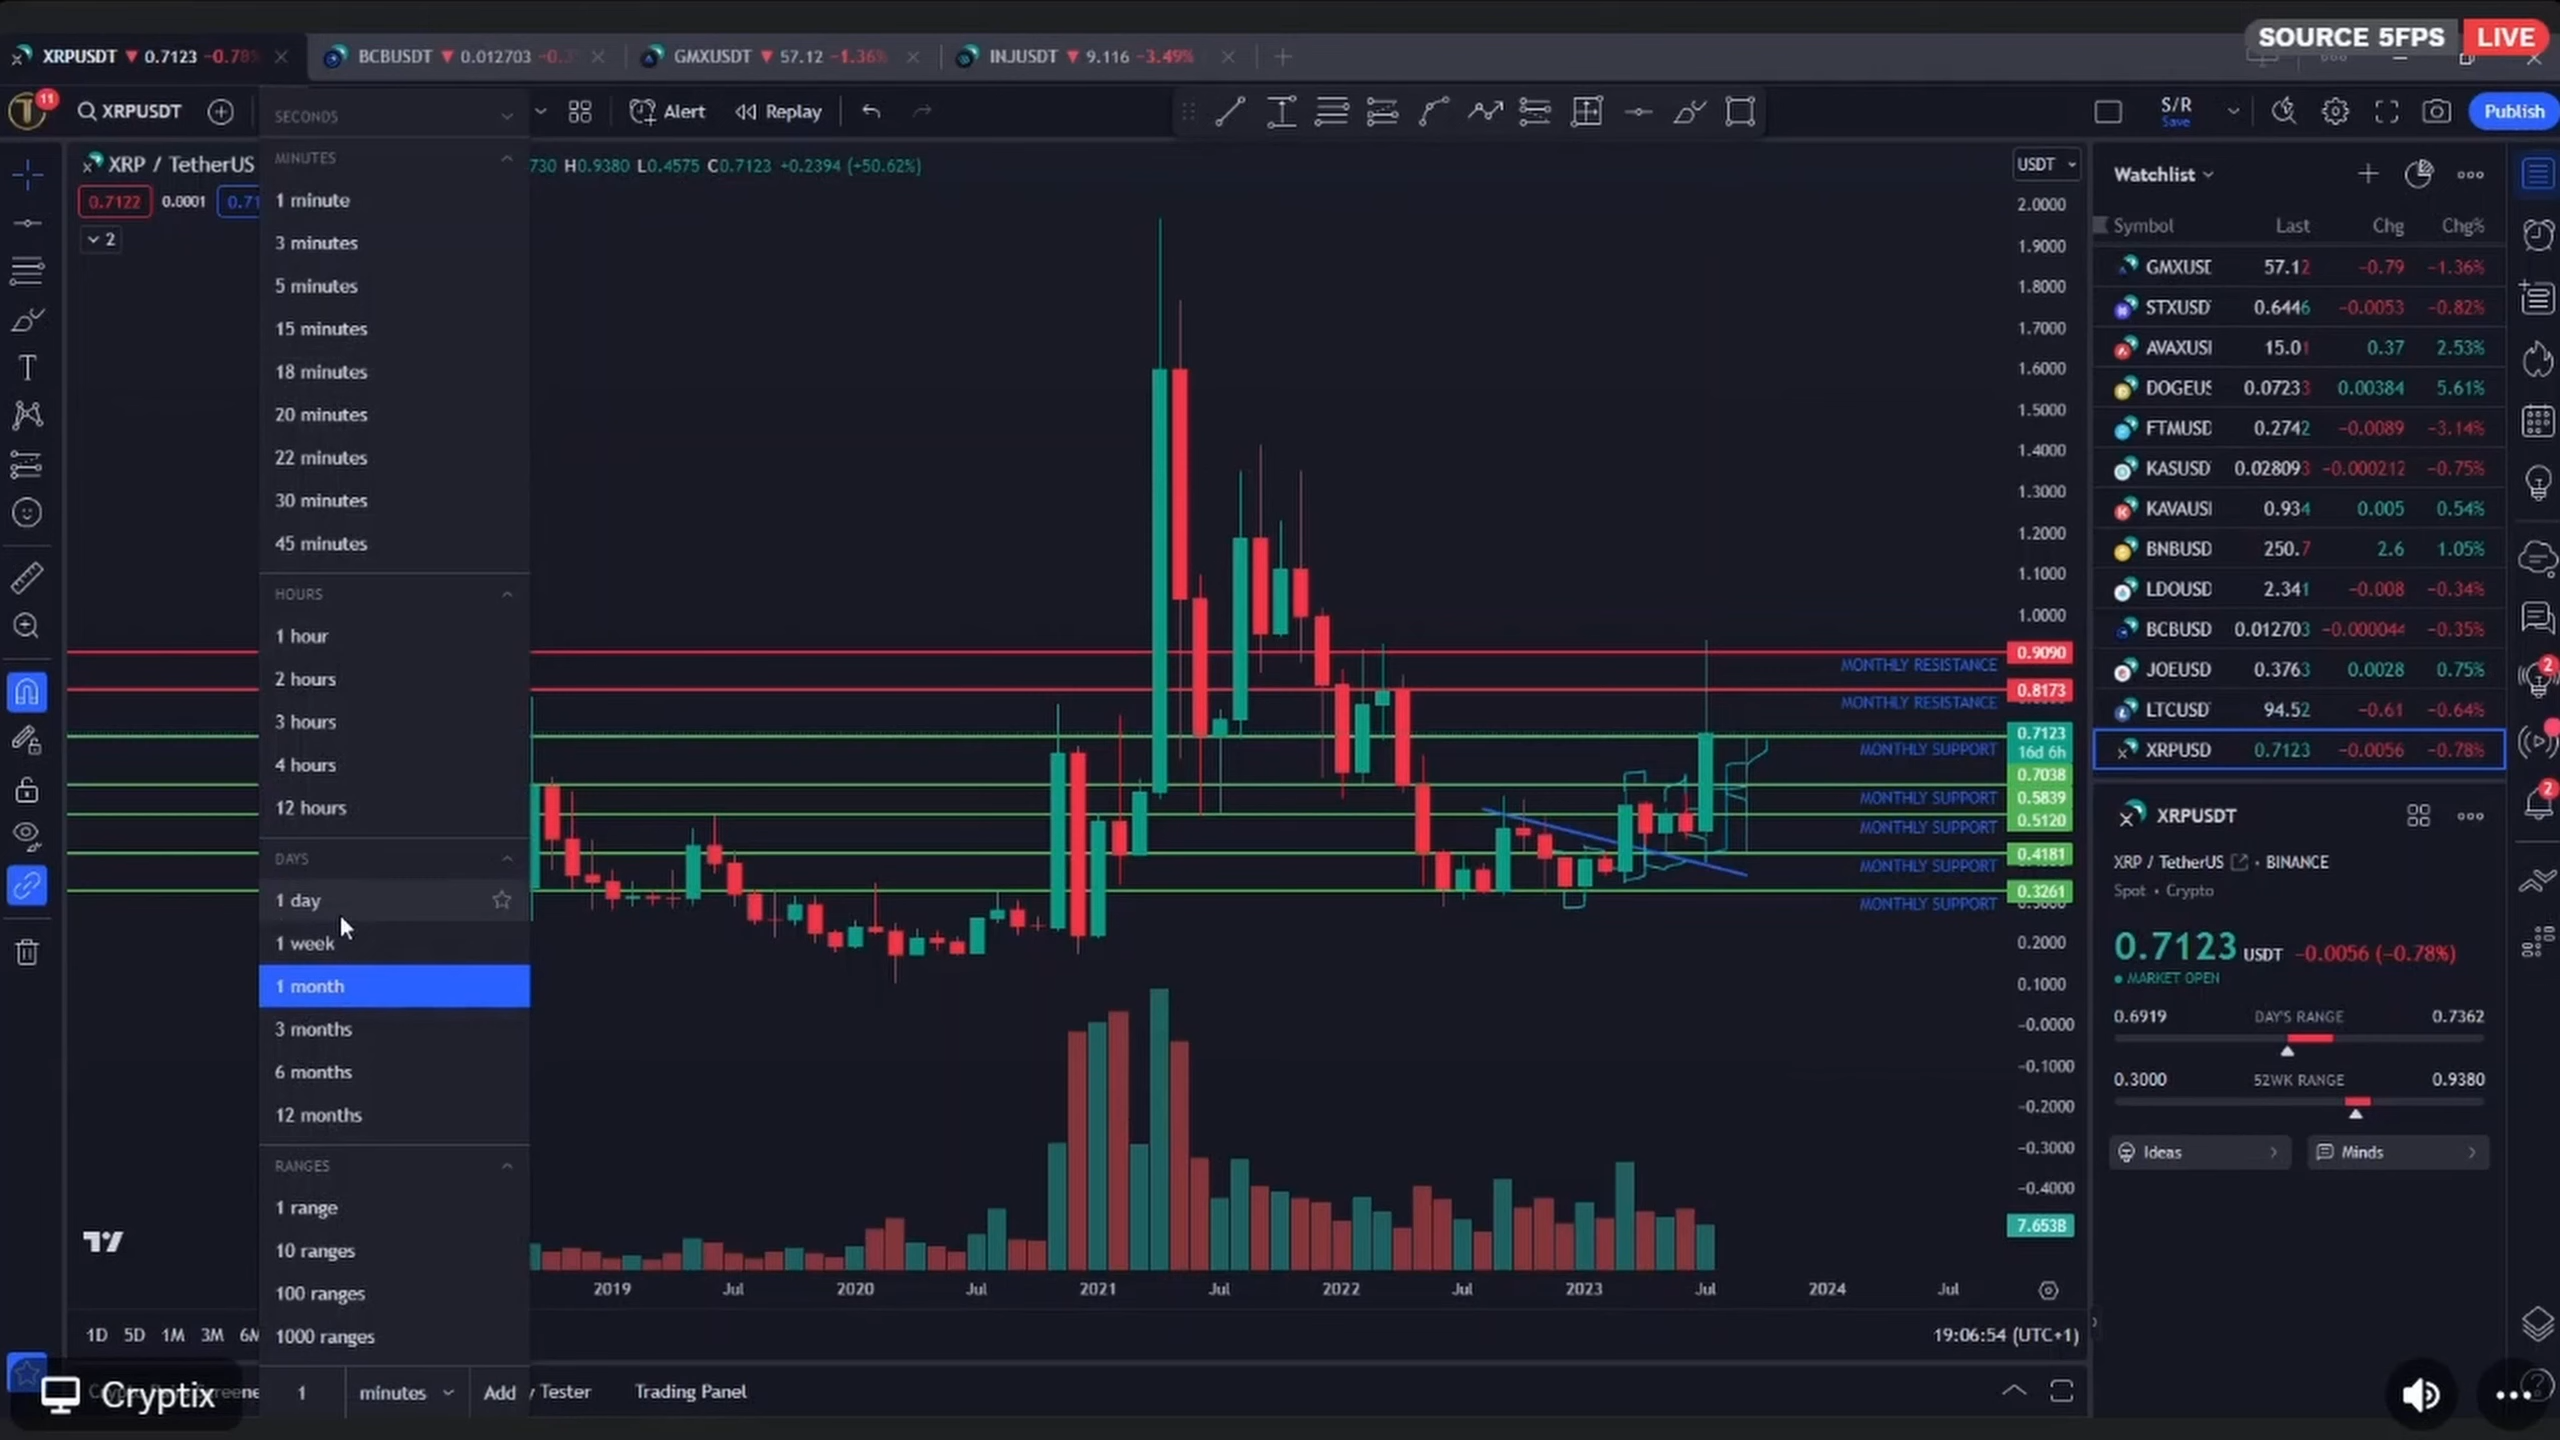 SOURCE 5FPS LIVE
XRPUSDT ▼ 0.7123 −0.78% BCBUSDT ▼ 0.012703 GMXUSDT ▼ 57.12 −1.36% INJUSDT ▼ 9.116 −3.49%
11 XRPUSDT Alert Replay S/R Save Publish
XRP / TetherUS 730 H0.9380 L0.4575 C0.7123 +0.2394 (+50.62%) USDT
0.7122 0.0001 0.71
2
SECONDS
MINUTES
1 minute
3 minutes
5 minutes
15 minutes
18 minutes
20 minutes
22 minutes
30 minutes
45 minutes
HOURS
1 hour
2 hours
3 hours
4 hours
12 hours
DAYS
1 day
1 week
1 month
3 months
6 months
12 months
RANGES
1 range
10 ranges
100 ranges
1000 ranges
1 minutes Add
2.0000
1.9000
1.8000
1.7000
1.6000
1.5000
1.4000
1.3000
1.2000
1.1000
1.0000
0.9090
MONTHLY RESISTANCE
0.8173
MONTHLY RESISTANCE
0.7123
16d 6h
MONTHLY SUPPORT
0.7038
MONTHLY SUPPORT 0.5839
0.5120
MONTHLY SUPPORT
0.4181
MONTHLY SUPPORT
0.3261
MONTHLY SUPPORT
0.2000
0.1000
−0.0000
−0.1000
−0.2000
−0.3000
−0.4000
7.653B
2019 Jul 2020 Jul 2021 Jul 2022 Jul 2023 Jul 2024 Jul
1D 5D 1M 3M 6M 19:06:54 (UTC+1)
Cryptix Tester Trading Panel
Watchlist
Symbol Last Chg Chg%
GMXUSD 57.12 −0.79 −1.36%
STXUSD 0.6446 −0.0053 −0.82%
AVAXUSI 15.01 0.37 2.53%
DOGEUS 0.07233 0.00384 5.61%
FTMUSD 0.2742 −0.0089 −3.14%
KASUSD 0.028093 −0.000212 −0.75%
KAVAUSI 0.934 0.005 0.54%
BNBUSD 250.7 2.6 1.05%
LDOUSD 2.341 −0.008 −0.34%
BCBUSD 0.012703 −0.000044 −0.35%
JOEUSD 0.3763 0.0028 0.75%
LTCUSD 94.52 −0.61 −0.64%
XRPUSD 0.7123 −0.0056 −0.78%
XRPUSDT
XRP / TetherUS • BINANCE
Spot • Crypto
0.7123 USDT −0.0056 (−0.78%)
MARKET OPEN
0.6919 DAY'S RANGE 0.7362
0.3000 52WK RANGE 0.9380
Ideas Minds
2
2